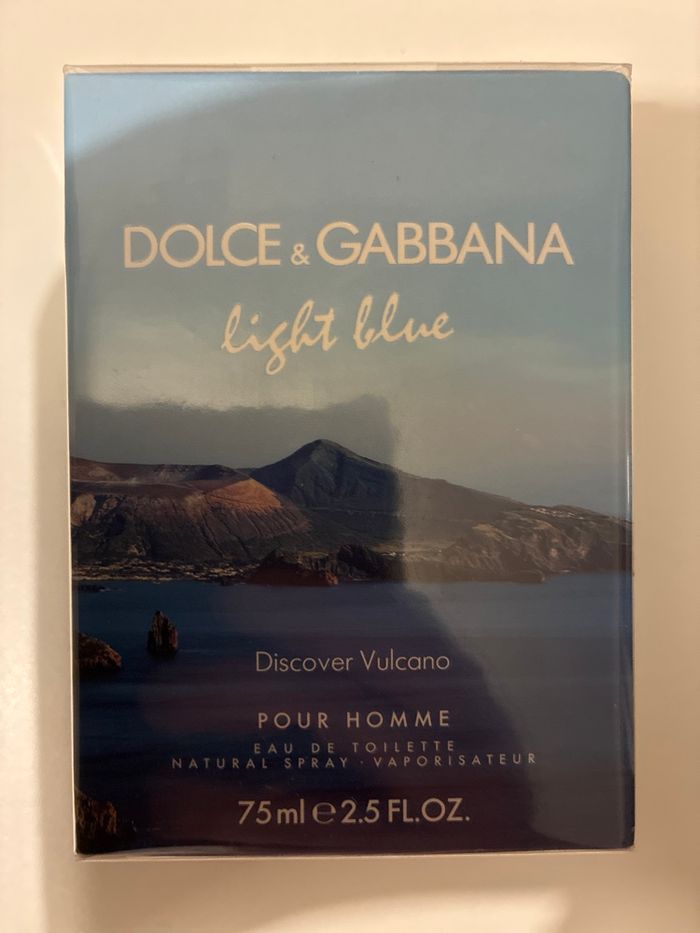 DOLCE & GABBANA
light blue
Discover Vulcano
POUR HOMME
EAU DE TOILETTE
NATURAL SPRAY · VAPORISATEUR
75ml e 2.5 FL.OZ.